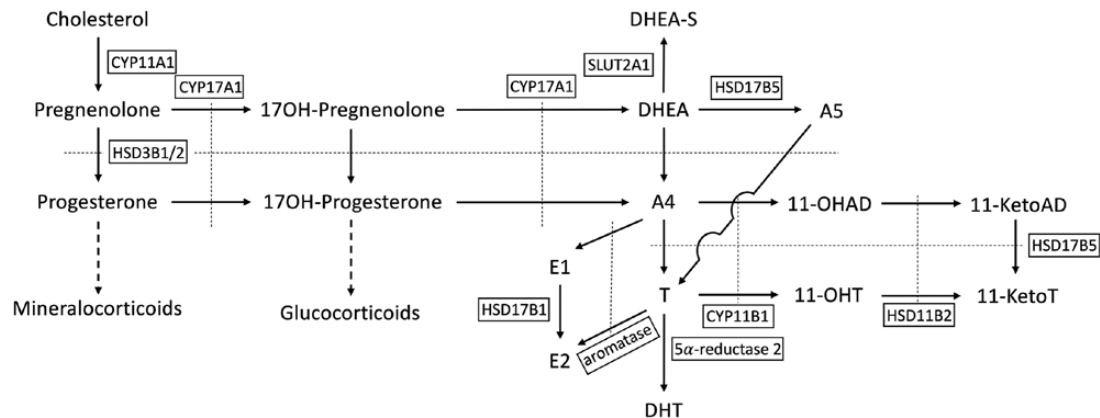 Cholesterol
DHEA-S
CYP11A1
SLUT2A1
CYP17A1
CYP17A1
HSD17B5
Pregnenolone
17OH-Pregnenolone
DHEA
A5
HSD3B1/2
Progesterone
17OH-Progesterone
A4
11-OHAD
11-KetoAD
HSD17B5
E1
Mineralocorticoids
Glucocorticoids
HSD17B1
T
11-OHT
11-KetoT
CYP11B1
HSD11B2
E2
aromatase
5α-reductase 2
DHT